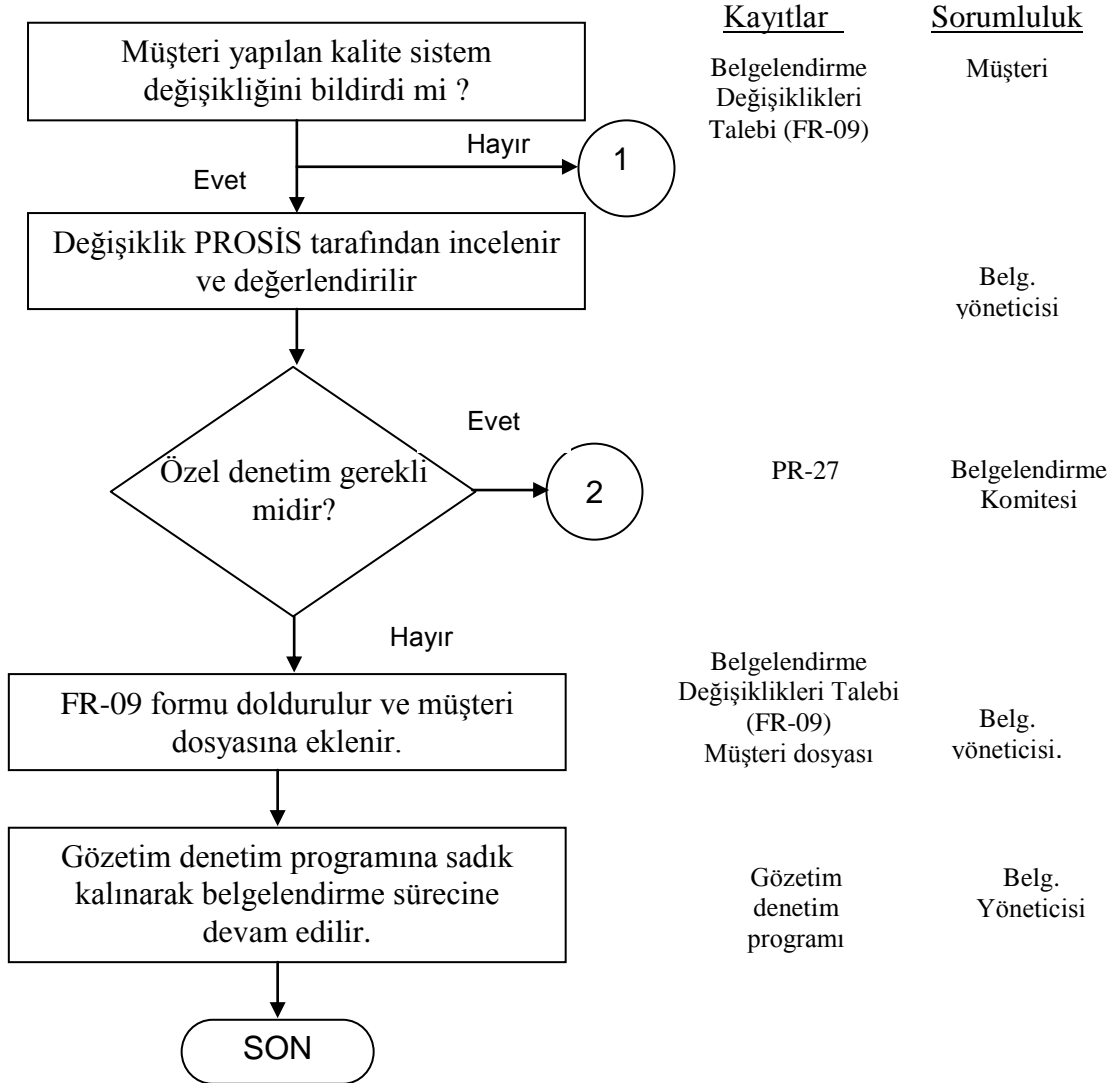 Kayıtlar
Sorumluluk
Müşteri yapılan kalite sistem
değişikliğini bildirdi mi ?
Belgelendirme
Değişiklikleri
Talebi (FR-09)
Müşteri
Hayır
1
Evet
Değişiklik PROSİS tarafından incelenir
ve değerlendirilir
Belg.
yöneticisi
Özel denetim gerekli
midir?
Evet
2
PR-27
Belgelendirme
Komitesi
Hayır
FR-09 formu doldurulur ve müşteri
dosyasına eklenir.
Belgelendirme
Değişiklikleri Talebi
(FR-09)
Müşteri dosyası
Belg.
yöneticisi.
Gözetim denetim programına sadık
kalınarak belgelendirme sürecine
devam edilir.
Gözetim
denetim
programı
Belg.
Yöneticisi
SON